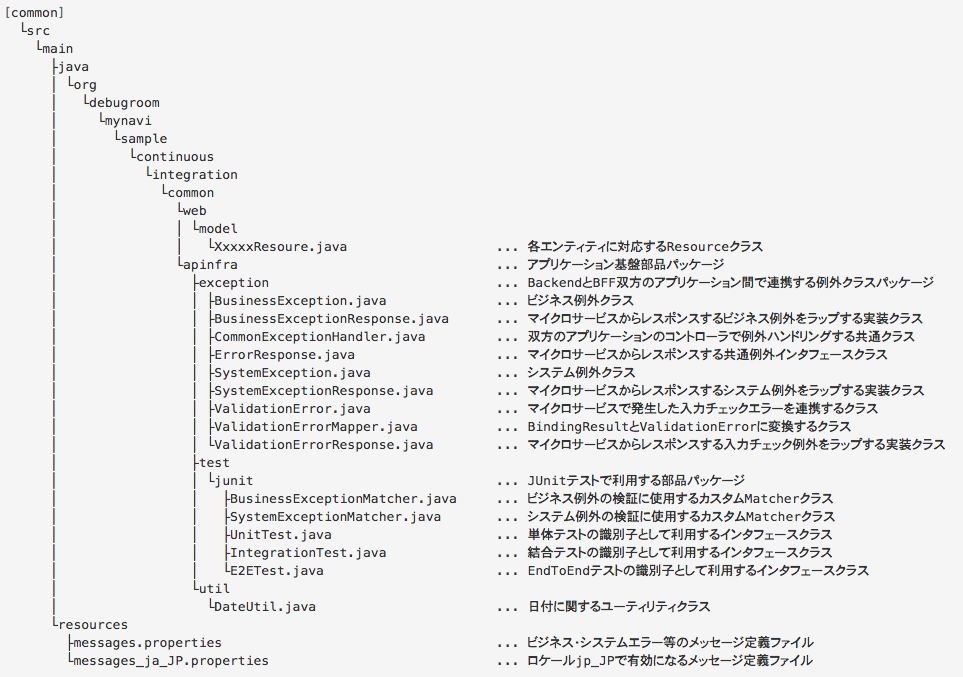 [common]
└src
└main
├java
│ └org
│ └debugroom
│ └mynavi
│ └sample
│ └continuous
│ └integration
│ └common
│ └web
│ │ └model
│ │ └XxxxxResoure.java ... 各エンティティに対応するResourceクラス
│ └apinfra ... アプリケーション基盤部品パッケージ
│ ├exception ... BackendとBFF双方のアプリケーション間で連携する例外クラスパッケージ
│ │ ├BusinessException.java ... ビジネス例外クラス
│ │ ├BusinessExceptionResponse.java ... マイクロサービスからレスポンスするビジネス例外をラップする実装クラス
│ │ ├CommonExceptionHandler.java ... 双方のアプリケーションのコントローラで例外ハンドリングする共通クラス
│ │ ├ErrorResponse.java ... マイクロサービスからレスポンスする共通例外インタフェースクラス
│ │ ├SystemException.java ... システム例外クラス
│ │ ├SystemExceptionResponse.java ... マイクロサービスからレスポンスするシステム例外をラップする実装クラス
│ │ ├ValidationError.java ... マイクロサービスで発生した入力チェックエラーを連携するクラス
│ │ ├ValidationErrorMapper.java ... BindingResultとValidationErrorに変換するクラス
│ │ └ValidationErrorResponse.java ... マイクロサービスからレスポンスする入力チェック例外をラップする実装クラス
│ ├test
│ │ └junit ... JUnitテストで利用する部品パッケージ
│ │ ├BusinessExceptionMatcher.java ... ビジネス例外の検証に使用するカスタムMatcherクラス
│ │ ├SystemExceptionMatcher.java ... システム例外の検証に使用するカスタムMatcherクラス
│ │ ├UnitTest.java ... 単体テストの識別子として利用するインタフェースクラス
│ │ ├IntegrationTest.java ... 結合テストの識別子として利用するインタフェースクラス
│ │ └E2ETest.java ... EndToEndテストの識別子として利用するインタフェースクラス
│ └util
│ └DateUtil.java ... 日付に関するユーティリティクラス
└resources
├messages.properties ... ビジネス・システムエラー等のメッセージ定義ファイル
└messages_ja_JP.properties ... ロケールjp_JPで有効になるメッセージ定義ファイル